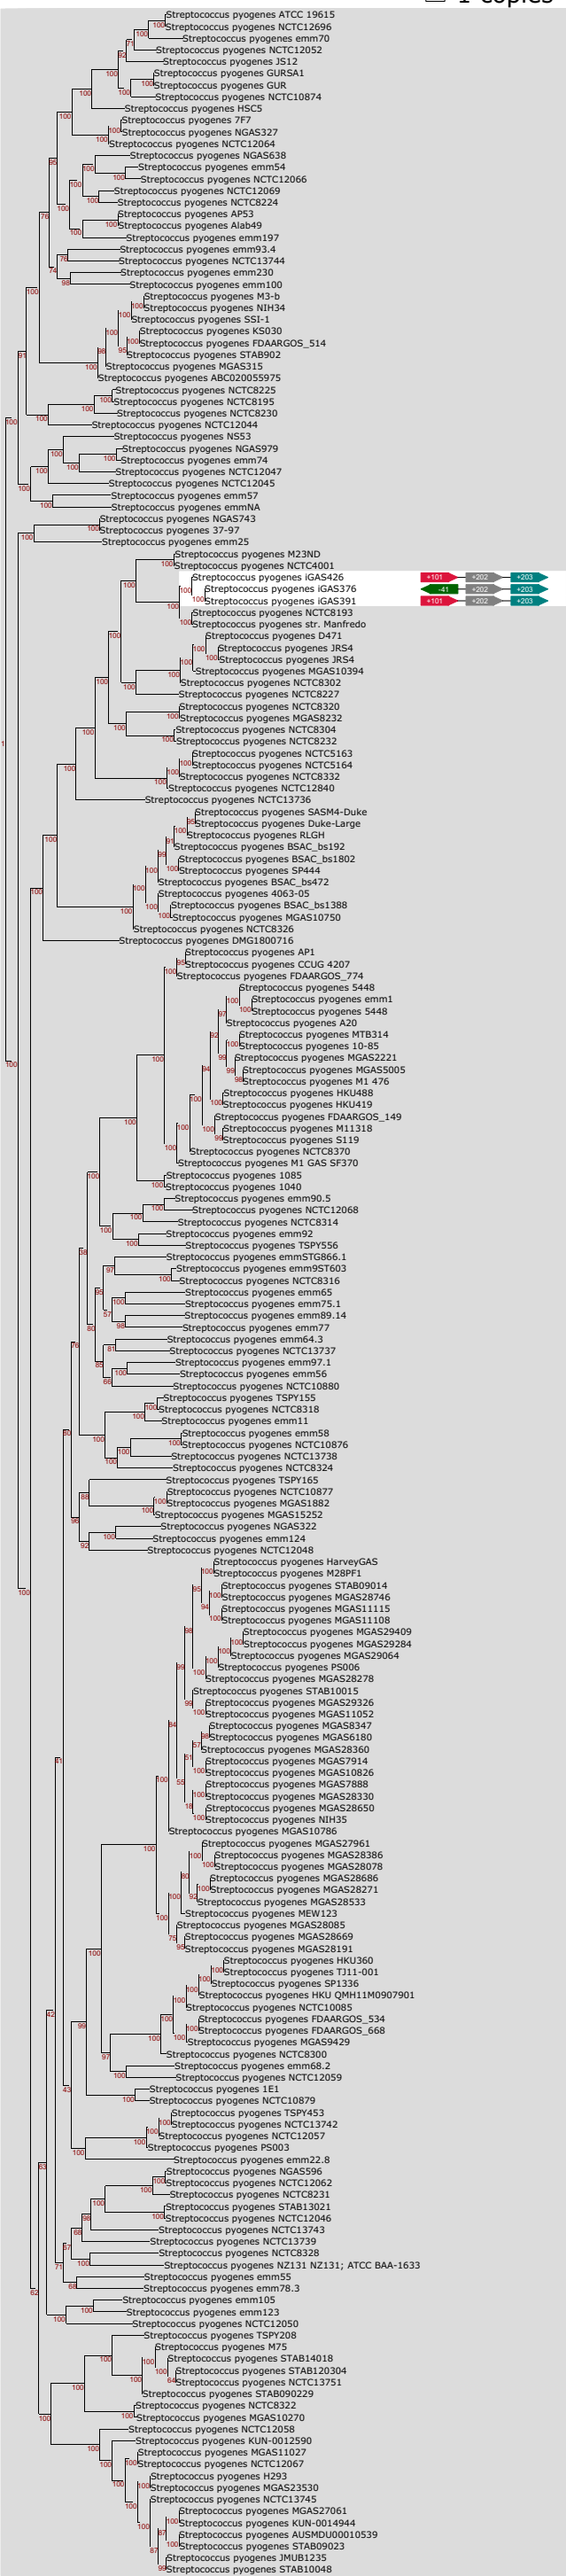 1 copies
Streptococcus pyogenes ATCC 19615
Streptococcus pyogenes NCTC12696
Streptococcus pyogenes emm70
Streptococcus pyogenes NCTC12052
Streptococcus pyogenes JS12
Streptococcus pyogenes GURSA1
Streptococcus pyogenes GUR
Streptococcus pyogenes NCTC10874
Streptococcus pyogenes HSC5
Streptococcus pyogenes 7F7
Streptococcus pyogenes NGAS327
Streptococcus pyogenes NCTC12064
Streptococcus pyogenes NGAS638
Streptococcus pyogenes emm54
Streptococcus pyogenes NCTC12066
Streptococcus pyogenes NCTC12069
Streptococcus pyogenes NCTC8224
Streptococcus pyogenes AP53
Streptococcus pyogenes Alab49
Streptococcus pyogenes emm197
Streptococcus pyogenes emm93.4
Streptococcus pyogenes NCTC13744
Streptococcus pyogenes emm230
Streptococcus pyogenes emm100
Streptococcus pyogenes M3-b
Streptococcus pyogenes NIH34
Streptococcus pyogenes SSI-1
Streptococcus pyogenes KS030
Streptococcus pyogenes FDAARGOS_514
Streptococcus pyogenes STAB902
Streptococcus pyogenes MGAS315
Streptococcus pyogenes ABC020055975
Streptococcus pyogenes NCTC8225
Streptococcus pyogenes NCTC8195
Streptococcus pyogenes NCTC8230
Streptococcus pyogenes NCTC12044
Streptococcus pyogenes NS53
Streptococcus pyogenes NGAS979
Streptococcus pyogenes emm74
Streptococcus pyogenes NCTC12047
Streptococcus pyogenes NCTC12045
Streptococcus pyogenes emm57
Streptococcus pyogenes emmNA
Streptococcus pyogenes NGAS743
Streptococcus pyogenes 37-97
Streptococcus pyogenes emm25
Streptococcus pyogenes M23ND
Streptococcus pyogenes NCTC4001
Streptococcus pyogenes iGAS426 +101 +202 +203
Streptococcus pyogenes iGAS376 -41 +202 +203
Streptococcus pyogenes iGAS391 +101 +202 +203
Streptococcus pyogenes NCTC8193
Streptococcus pyogenes str. Manfredo
Streptococcus pyogenes D471
Streptococcus pyogenes JRS4
Streptococcus pyogenes JRS4
Streptococcus pyogenes MGAS10394
Streptococcus pyogenes NCTC8302
Streptococcus pyogenes NCTC8227
Streptococcus pyogenes NCTC8320
Streptococcus pyogenes MGAS8232
Streptococcus pyogenes NCTC8304
Streptococcus pyogenes NCTC8232
Streptococcus pyogenes NCTC5163
Streptococcus pyogenes NCTC5164
Streptococcus pyogenes NCTC8332
Streptococcus pyogenes NCTC12840
Streptococcus pyogenes NCTC13736
Streptococcus pyogenes SASM4-Duke
Streptococcus pyogenes Duke-Large
Streptococcus pyogenes RLGH
Streptococcus pyogenes BSAC_bs192
Streptococcus pyogenes BSAC_bs1802
Streptococcus pyogenes SP444
Streptococcus pyogenes BSAC_bs472
Streptococcus pyogenes 4063-05
Streptococcus pyogenes BSAC_bs1388
Streptococcus pyogenes MGAS10750
Streptococcus pyogenes NCTC8326
Streptococcus pyogenes DMG1800716
Streptococcus pyogenes AP1
Streptococcus pyogenes CCUG 4207
Streptococcus pyogenes FDAARGOS_774
Streptococcus pyogenes 5448
Streptococcus pyogenes emm1
Streptococcus pyogenes 5448
Streptococcus pyogenes A20
Streptococcus pyogenes MTB314
Streptococcus pyogenes 10-85
Streptococcus pyogenes MGAS2221
Streptococcus pyogenes MGAS5005
Streptococcus pyogenes M1 476
Streptococcus pyogenes HKU488
Streptococcus pyogenes HKU419
Streptococcus pyogenes FDAARGOS_149
Streptococcus pyogenes M11318
Streptococcus pyogenes S119
Streptococcus pyogenes NCTC8370
Streptococcus pyogenes M1 GAS SF370
Streptococcus pyogenes 1085
Streptococcus pyogenes 1040
Streptococcus pyogenes emm90.5
Streptococcus pyogenes NCTC12068
Streptococcus pyogenes NCTC8314
Streptococcus pyogenes emm92
Streptococcus pyogenes TSPY556
Streptococcus pyogenes emmSTG866.1
Streptococcus pyogenes emm9ST603
Streptococcus pyogenes NCTC8316
Streptococcus pyogenes emm65
Streptococcus pyogenes emm75.1
Streptococcus pyogenes emm89.14
Streptococcus pyogenes emm77
Streptococcus pyogenes emm64.3
Streptococcus pyogenes NCTC13737
Streptococcus pyogenes emm97.1
Streptococcus pyogenes emm56
Streptococcus pyogenes NCTC10880
Streptococcus pyogenes TSPY155
Streptococcus pyogenes NCTC8318
Streptococcus pyogenes emm11
Streptococcus pyogenes emm58
Streptococcus pyogenes NCTC10876
Streptococcus pyogenes NCTC13738
Streptococcus pyogenes NCTC8324
Streptococcus pyogenes TSPY165
Streptococcus pyogenes NCTC10877
Streptococcus pyogenes MGAS1882
Streptococcus pyogenes MGAS15252
Streptococcus pyogenes NGAS322
Streptococcus pyogenes emm124
Streptococcus pyogenes NCTC12048
Streptococcus pyogenes HarveyGAS
Streptococcus pyogenes M28PF1
Streptococcus pyogenes STAB09014
Streptococcus pyogenes MGAS28746
Streptococcus pyogenes MGAS11115
Streptococcus pyogenes MGAS11108
Streptococcus pyogenes MGAS29409
Streptococcus pyogenes MGAS29284
Streptococcus pyogenes MGAS29064
Streptococcus pyogenes PS006
Streptococcus pyogenes MGAS28278
Streptococcus pyogenes STAB10015
Streptococcus pyogenes MGAS29326
Streptococcus pyogenes MGAS11052
Streptococcus pyogenes MGAS8347
Streptococcus pyogenes MGAS6180
Streptococcus pyogenes MGAS28360
Streptococcus pyogenes MGAS7914
Streptococcus pyogenes MGAS10826
Streptococcus pyogenes MGAS7888
Streptococcus pyogenes MGAS28330
Streptococcus pyogenes MGAS28650
Streptococcus pyogenes NIH35
Streptococcus pyogenes MGAS10786
Streptococcus pyogenes MGAS27961
Streptococcus pyogenes MGAS28386
Streptococcus pyogenes MGAS28078
Streptococcus pyogenes MGAS28686
Streptococcus pyogenes MGAS28271
Streptococcus pyogenes MGAS28533
Streptococcus pyogenes MEW123
Streptococcus pyogenes MGAS28085
Streptococcus pyogenes MGAS28669
Streptococcus pyogenes MGAS28191
Streptococcus pyogenes HKU360
Streptococcus pyogenes TJ11-001
Streptococcus pyogenes SP1336
Streptococcus pyogenes HKU QMH11M0907901
Streptococcus pyogenes NCTC10085
Streptococcus pyogenes FDAARGOS_534
Streptococcus pyogenes FDAARGOS_668
Streptococcus pyogenes MGAS9429
Streptococcus pyogenes NCTC8300
Streptococcus pyogenes emm68.2
Streptococcus pyogenes NCTC12059
Streptococcus pyogenes 1E1
Streptococcus pyogenes NCTC10879
Streptococcus pyogenes TSPY453
Streptococcus pyogenes NCTC13742
Streptococcus pyogenes NCTC12057
Streptococcus pyogenes PS003
Streptococcus pyogenes emm22.8
Streptococcus pyogenes NGAS596
Streptococcus pyogenes NCTC12062
Streptococcus pyogenes NCTC8231
Streptococcus pyogenes STAB13021
Streptococcus pyogenes NCTC12046
Streptococcus pyogenes NCTC13743
Streptococcus pyogenes NCTC13739
Streptococcus pyogenes NCTC8328
Streptococcus pyogenes NZ131 NZ131; ATCC BAA-1633
Streptococcus pyogenes emm55
Streptococcus pyogenes emm78.3
Streptococcus pyogenes emm105
Streptococcus pyogenes emm123
Streptococcus pyogenes NCTC12050
Streptococcus pyogenes TSPY208
Streptococcus pyogenes M75
Streptococcus pyogenes STAB14018
Streptococcus pyogenes STAB120304
Streptococcus pyogenes NCTC13751
Streptococcus pyogenes STAB090229
Streptococcus pyogenes NCTC8322
Streptococcus pyogenes MGAS10270
Streptococcus pyogenes NCTC12058
Streptococcus pyogenes KUN-0012590
Streptococcus pyogenes MGAS11027
Streptococcus pyogenes NCTC12067
Streptococcus pyogenes H293
Streptococcus pyogenes MGAS23530
Streptococcus pyogenes NCTC13745
Streptococcus pyogenes MGAS27061
Streptococcus pyogenes KUN-0014944
Streptococcus pyogenes AUSMDU00010539
Streptococcus pyogenes STAB09023
Streptococcus pyogenes JMUB1235
Streptococcus pyogenes STAB10048